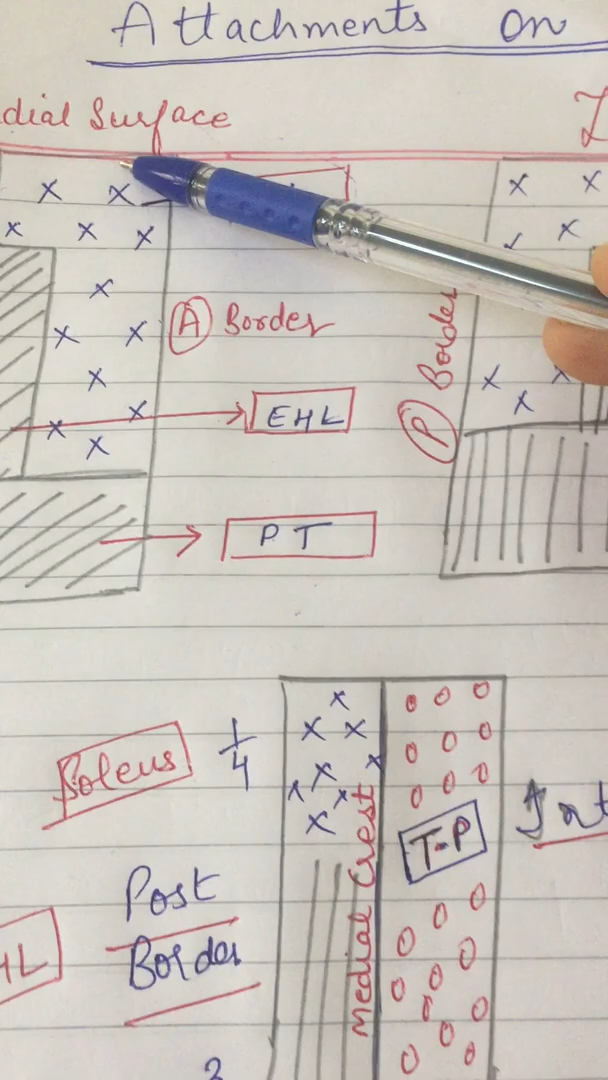 Attachments on
dial Surface
(A) Border
(P) Border
EHL
PT
Soleus
1/4
T-P
Medial Crest
Post
Border
HL